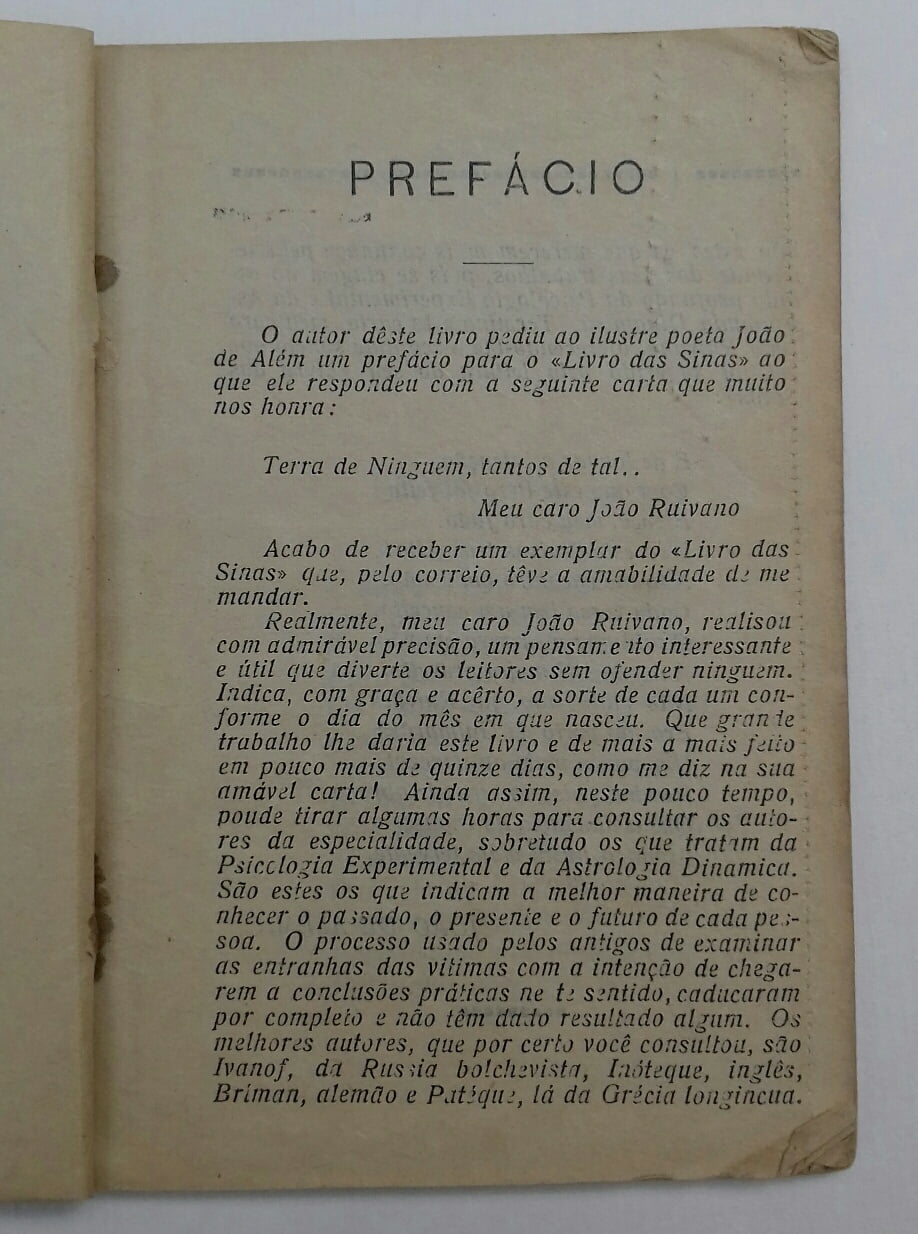 PREFÁCIO
O autor dêste livro pediu ao ilustre poeta João
de Além um prefácio para o «Livro das Sinas» ao
que ele respondeu com a seguinte carta que muito
nos honra:
Terra de Ninguem, tantos de tal..
Meu caro João Ruivano
Acabo de receber um exemplar do «Livro das
Sinas» que, pelo correio, têve a amabilidade de me
mandar.
Realmente, meu caro João Ruivano, realisou
com admirável precisão, um pensamento interessante
e útil que diverte os leitores sem ofender ninguem.
Indica, com graça e acêrto, a sorte de cada um con-
forme o dia do mês em que nasceu. Que grande
trabalho lhe daria este livro e de mais a mais feito
em pouco mais de quinze dias, como me diz na sua
amável carta! Ainda assim, neste pouco tempo,
poude tirar algumas horas para consultar os auto-
res da especialidade, sobretudo os que tratam da
Psicologia Experimental e da Astrologia Dinamica.
São estes os que indicam a melhor maneira de co-
nhecer o passado, o presente e o futuro de cada pes-
soa. O processo usado pelos antigos de examinar
as entranhas das vitimas com a intenção de chega-
rem a conclusões práticas neste sentido, caducaram
por completo e não têm dado resultado algum. Os
melhores autores, que por certo você consultou, são
Ivanof, da Russia bolchevista, Inóteque, inglês,
Briman, alemão e Patéque, lá da Grécia longincua.